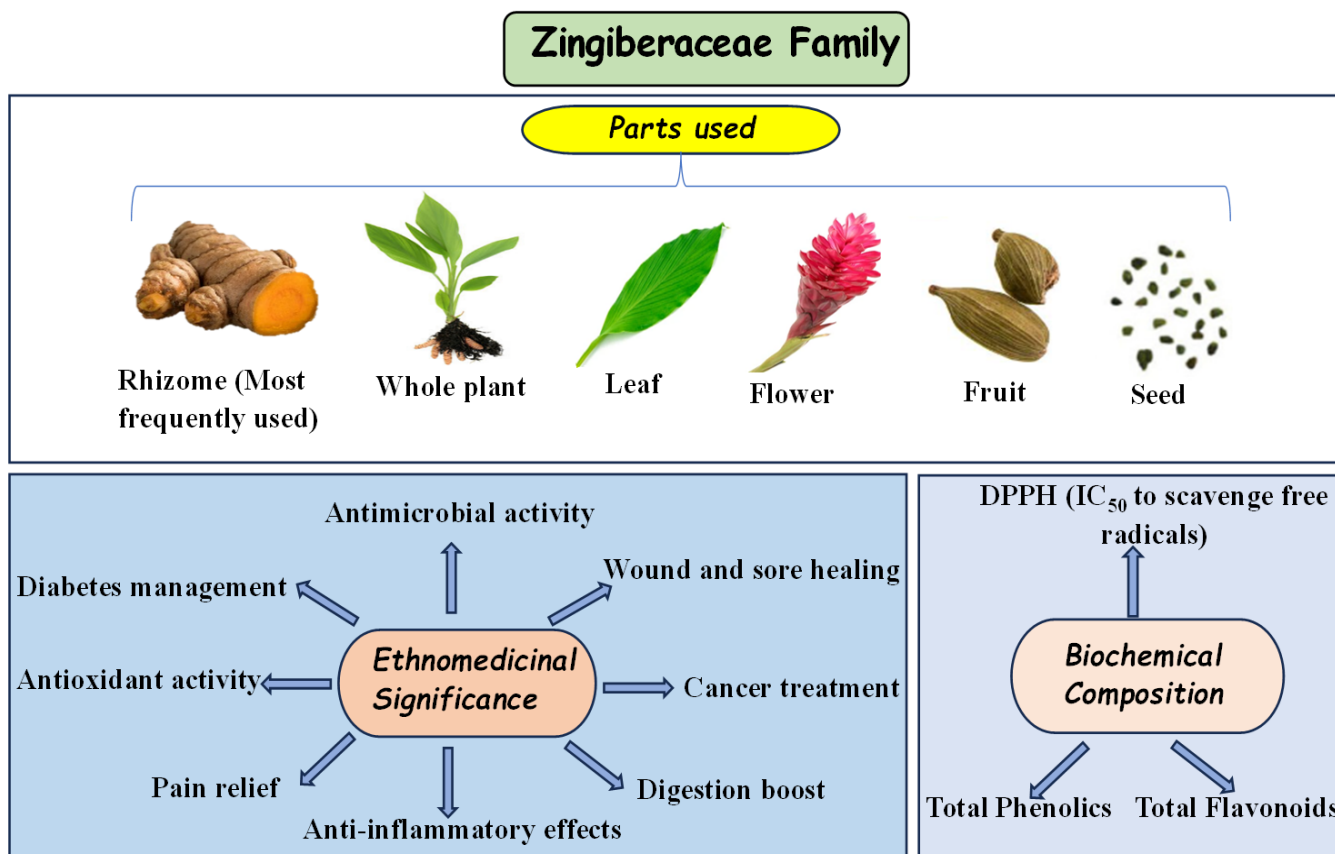 Zingiberaceae Family
Parts used
Rhizome (Most
frequently used)
Whole plant
Leaf
Flower
Fruit
Seed
Antimicrobial activity
Wound and sore healing
Diabetes management
Ethnomedicinal
Significance
Antioxidant activity
Cancer treatment
Pain relief
Digestion boost
Anti-inflammatory effects
DPPH (IC₅₀ to scavenge free
radicals)
Biochemical
Composition
Total Phenolics
Total Flavonoids